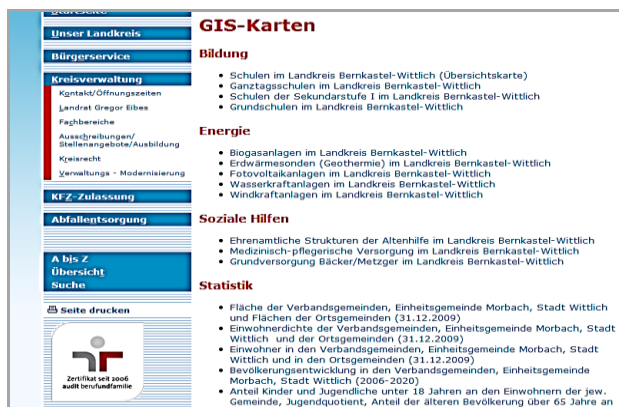 Startseite
Unser Landkreis
Bürgerservice
Kreisverwaltung
Kontakt/Öffnungszeiten
Landrat Gregor Eibes
Fachbereiche
Ausschreibungen/
Stellenangebote/Ausbildung
Kreisrecht
Verwaltungs - Modernisierung
KFZ-Zulassung
Abfallentsorgung
A bis Z
Übersicht
Suche
Seite drucken
Zertifikat seit 2006
audit berufundfamilie
GIS-Karten
Bildung
• Schulen im Landkreis Bernkastel-Wittlich (Übersichtskarte)
• Ganztagsschulen im Landkreis Bernkastel-Wittlich
• Schulen der Sekundarstufe I im Landkreis Bernkastel-Wittlich
• Grundschulen im Landkreis Bernkastel-Wittlich
Energie
• Biogasanlagen im Landkreis Bernkastel-Wittlich
• Erdwärmesonden (Geothermie) im Landkreis Bernkastel-Wittlich
• Fotovoltaikanlagen im Landkreis Bernkastel-Wittlich
• Wasserkraftanlagen im Landkreis Bernkastel-Wittlich
• Windkraftanlagen im Landkreis Bernkastel-Wittlich
Soziale Hilfen
• Ehrenamtliche Strukturen der Altenhilfe im Landkreis Bernkastel-Wittlich
• Medizinisch-pflegerische Versorgung im Landkreis Bernkastel-Wittlich
• Grundversorgung Bäcker/Metzger im Landkreis Bernkastel-Wittlich
Statistik
• Fläche der Verbandsgemeinden, Einheitsgemeinde Morbach, Stadt Wittlich
und Flächen der Ortsgemeinden (31.12.2009)
• Einwohnerdichte der Verbandsgemeinden, Einheitsgemeinde Morbach, Stadt
Wittlich und der Ortsgemeinden (31.12.2009)
• Einwohner in den Verbandsgemeinden, Einheitsgemeinde Morbach, Stadt
Wittlich und in den Ortsgemeinden (31.12.2009)
• Bevölkerungsentwicklung in den Verbandsgemeinden, Einheitsgemeinde
Morbach, Stadt Wittlich (2006-2020)
• Anteil Kinder und Jugendliche unter 18 Jahren an den Einwohnern der jew.
Gemeinde, Jugendquotient, Anteil der älteren Bevölkerung über 65 Jahre an